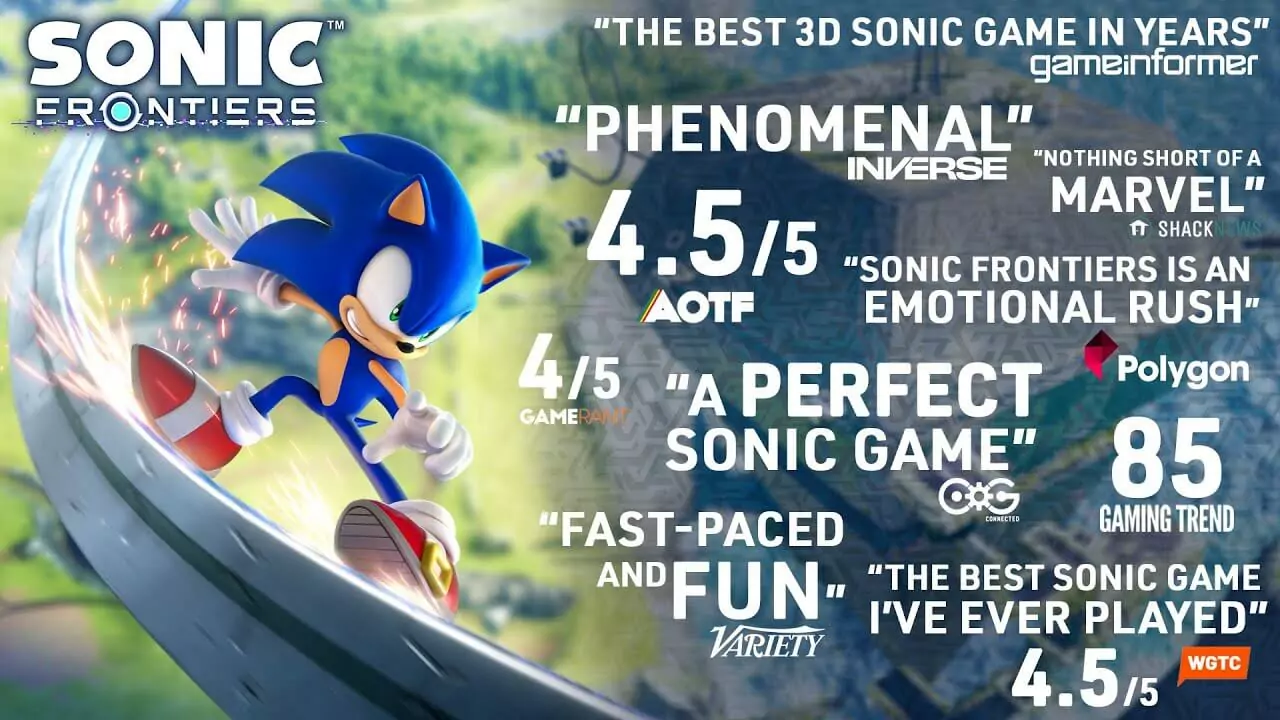 SONIC™
FRONTIERS
“THE BEST 3D SONIC GAME IN YEARS”
gameinformer
“PHENOMENAL”
INVERSE
“NOTHING SHORT OF A
MARVEL”
SHACKNEWS
4.5/5
AOTF
“SONIC FRONTIERS IS AN
EMOTIONAL RUSH”
Polygon
4/5
GAMERANT
“A PERFECT
SONIC GAME”
COG
CONNECTED
85
GAMING TREND
“FAST-PACED
AND FUN”
VARIETY
“THE BEST SONIC GAME
I’VE EVER PLAYED”
4.5/5
WGTC